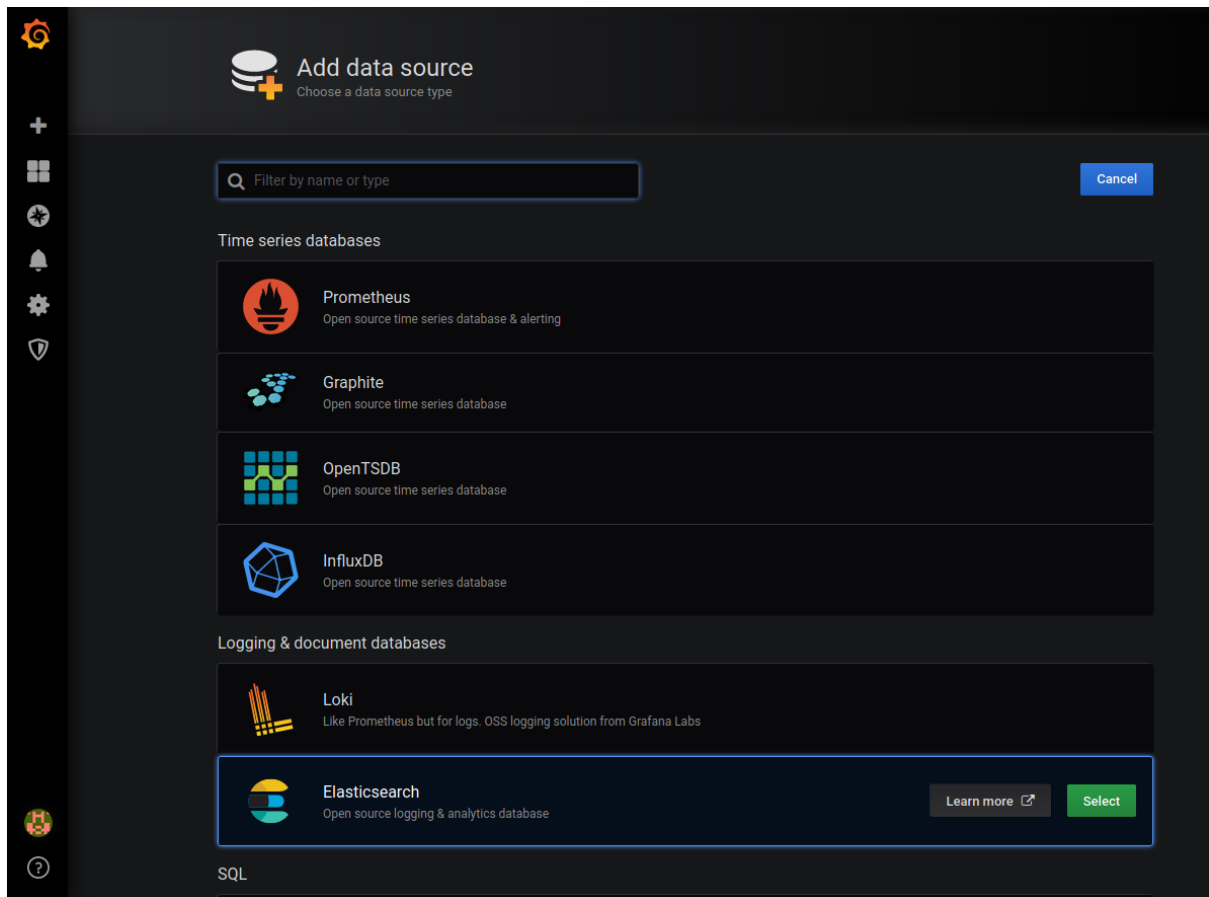 Add data source
Choose a data source type
Filter by name or type
Cancel
Time series databases
Prometheus
Open source time series database & alerting
Graphite
Open source time series database
OpenTSDB
Open source time series database
InfluxDB
Open source time series database
Logging & document databases
Loki
Like Prometheus but for logs. OSS logging solution from Grafana Labs
Elasticsearch
Open source logging & analytics database
Learn more
Select
SQL